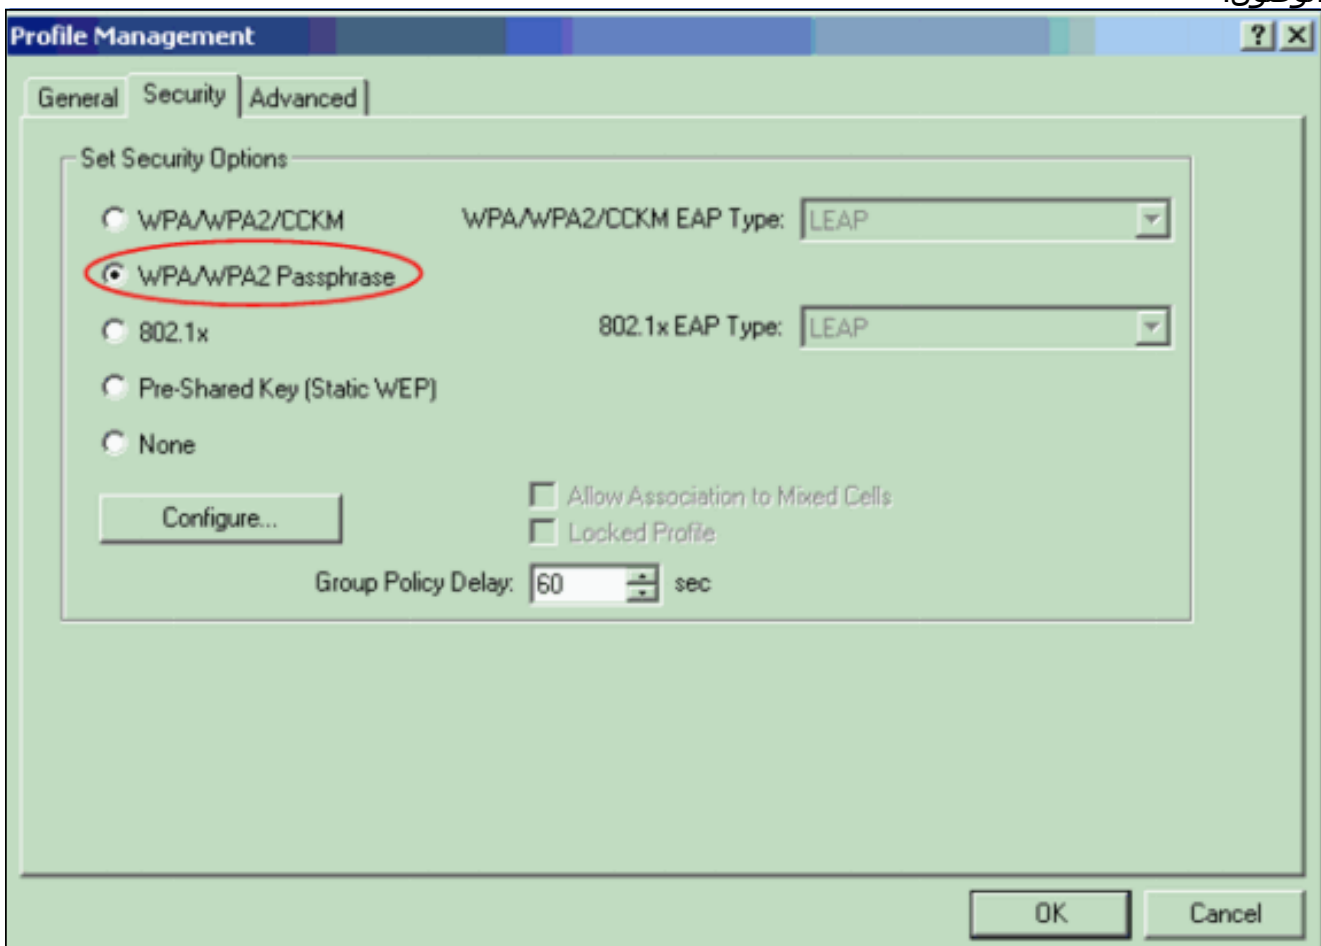 الوصول.
Profile Management
General Security Advanced
Set Security Options
WPA/WPA2/CCKM WPA/WPA2/CCKM EAP Type: LEAP
WPA/WPA2 Passphrase
802.1x 802.1x EAP Type: LEAP
Pre-Shared Key (Static WEP)
None
Configure... Allow Association to Mixed Cells
Locked Profile
Group Policy Delay: 60 sec
OK Cancel